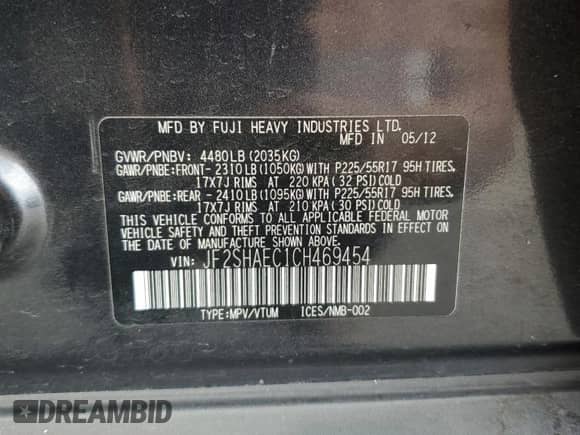 MFD BY FUJI HEAVY INDUSTRIES LTD.
MFD IN 05/12
GVWR/PNBV: 4480LB(2035KG)
GAWR/PNBE:FRONT- 2310LB(1050KG)WITH P225/55R17 95H TIRES,
17X7J RIMS AT 220 KPA(32 PSI)COLD
GAWR/PNBE:REAR - 2410LB(1095KG)WITH P225/55R17 95H TIRES,
17X7J RIMS AT 210 KPA(30 PSI)COLD
THIS VEHICLE CONFORMS TO ALL APPLICABLE FEDERAL MOTOR
VEHICLE SAFETY AND THEFT PREVENTION STANDARDS IN EFFECT
ON THE DATE OF MANUFACTURE SHOWN ABOVE.
VIN: JF2SHAEC1CH469454
TYPE:MPV/VTUM ICES/NMB-002
DREAMBID